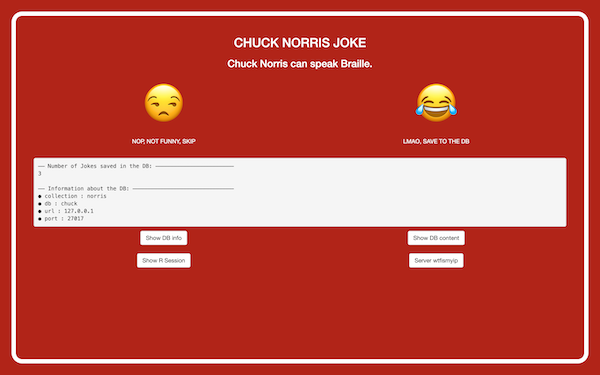 CHUCK NORRIS JOKE
Chuck Norris can speak Braille.
NOP, NOT FUNNY, SKIP
LMAO, SAVE TO THE DB
── Number of Jokes saved in the DB: ────────────────────────
3
── Information about the DB: ───────────────────────────────
● collection : norris
● db : chuck
● url : 127.0.0.1
● port : 27017
Show DB info
Show DB content
Show R Session
Server wtfismyip